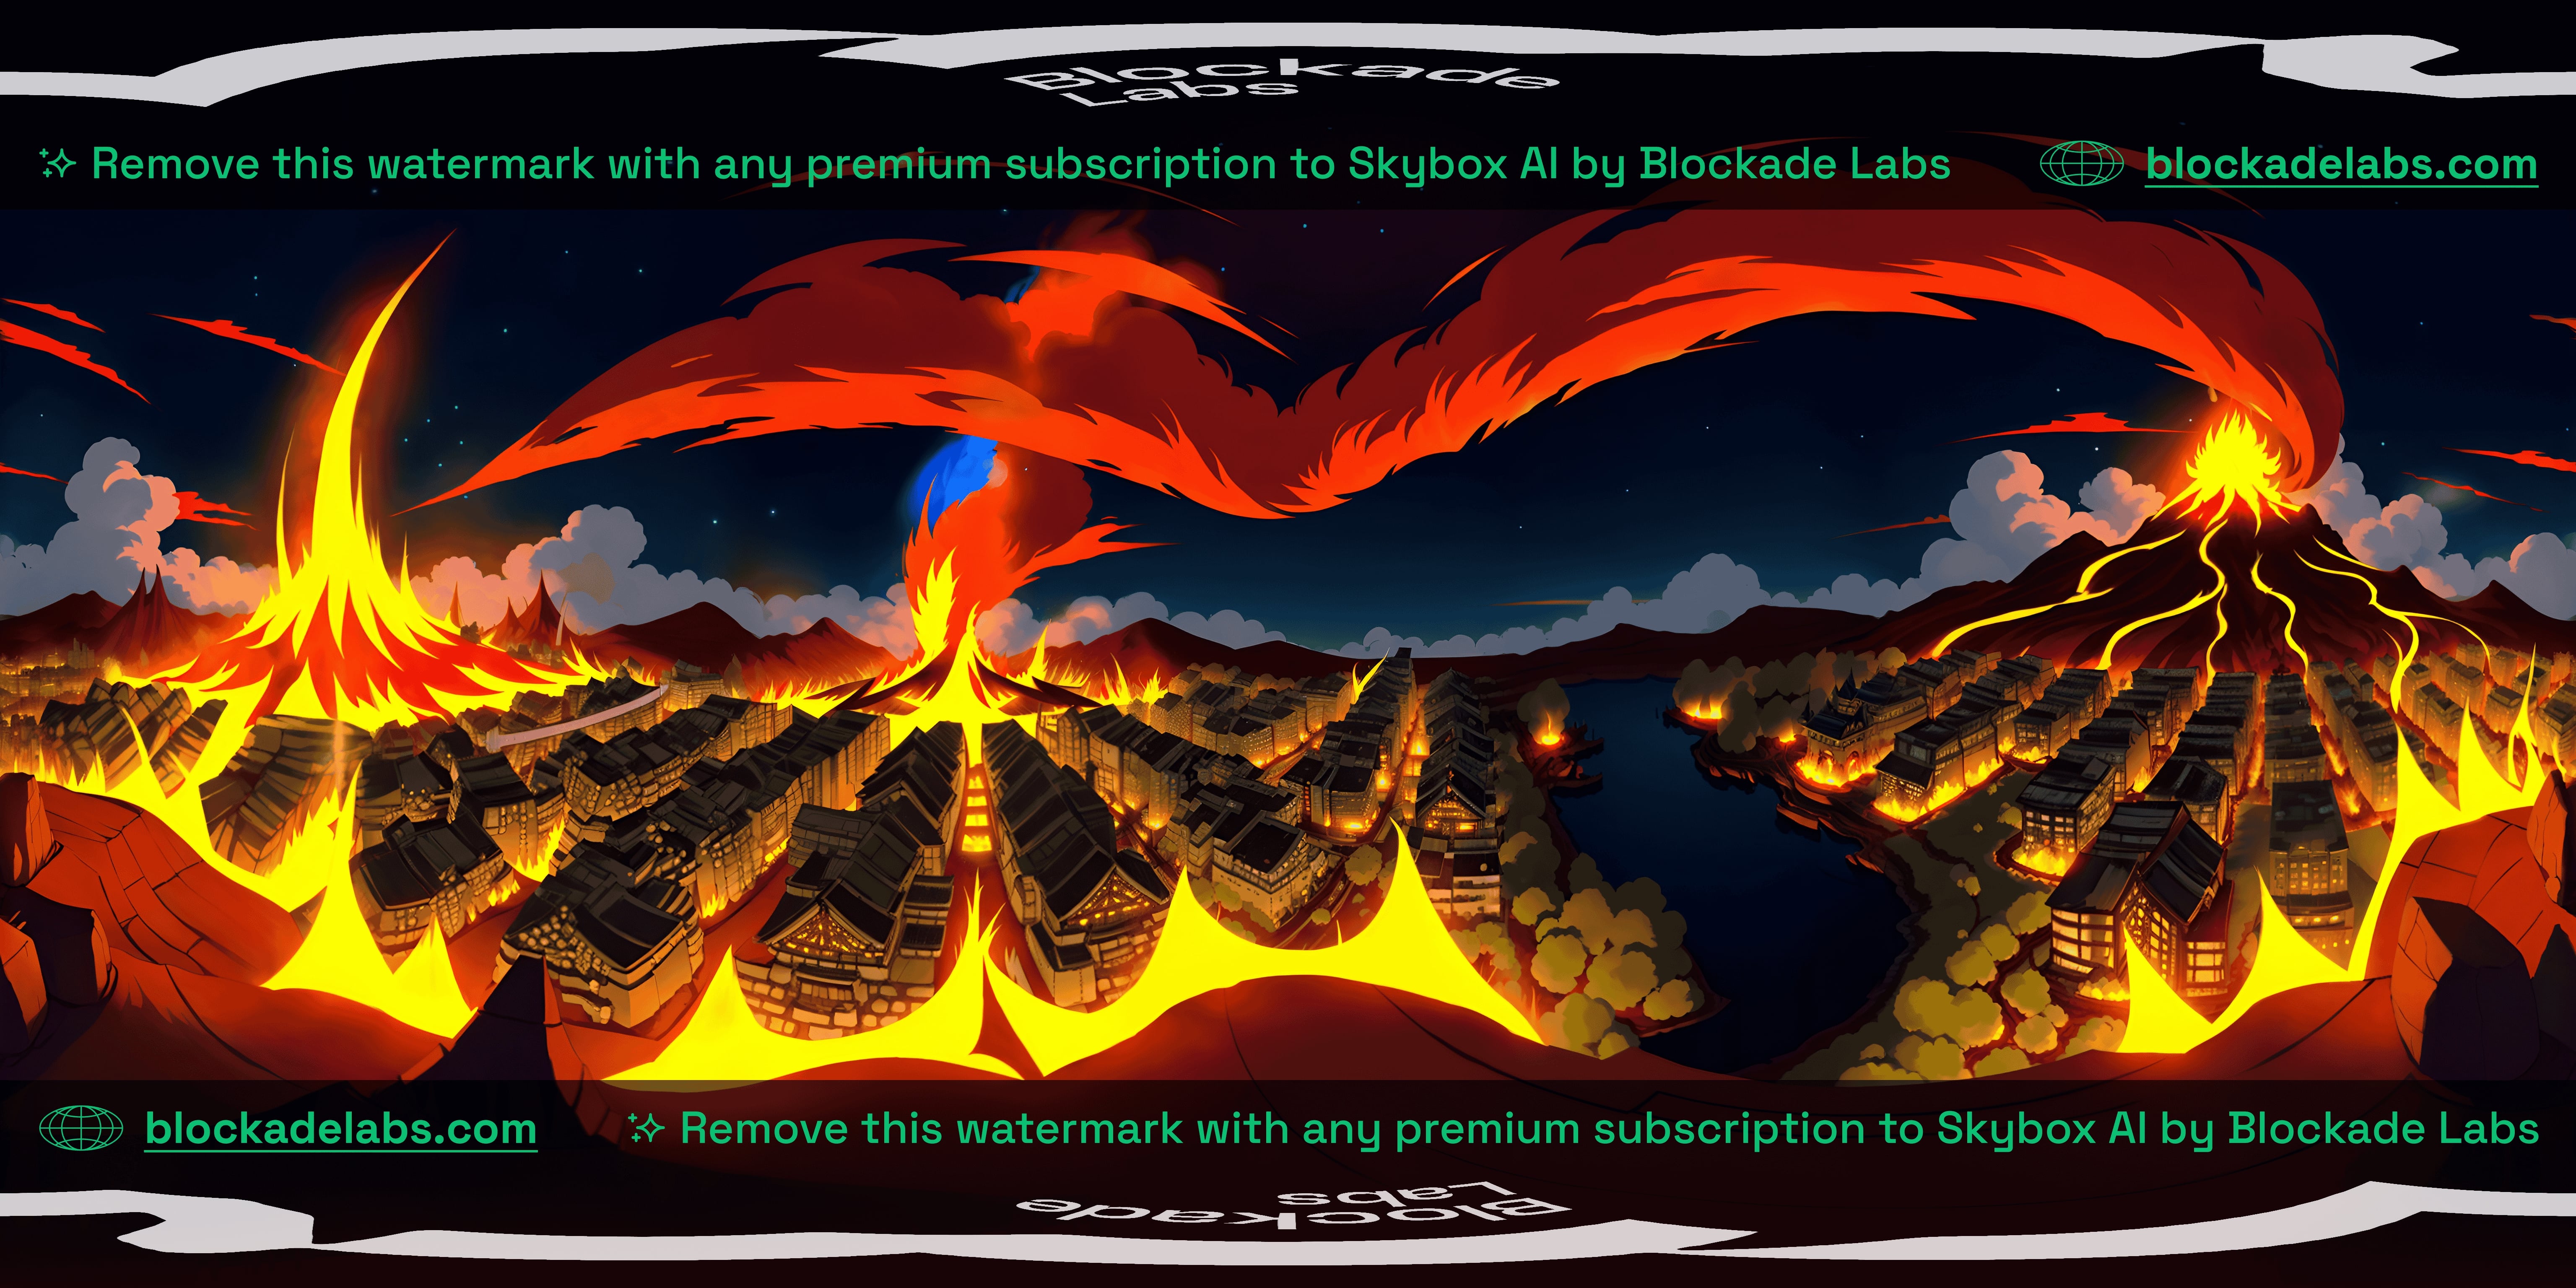 Blockade
Labs
Remove this watermark with any premium subscription to Skybox AI by Blockade Labs
blockadelabs.com
blockadelabs.com
Remove this watermark with any premium subscription to Skybox AI by Blockade Labs
Labs
Blockade